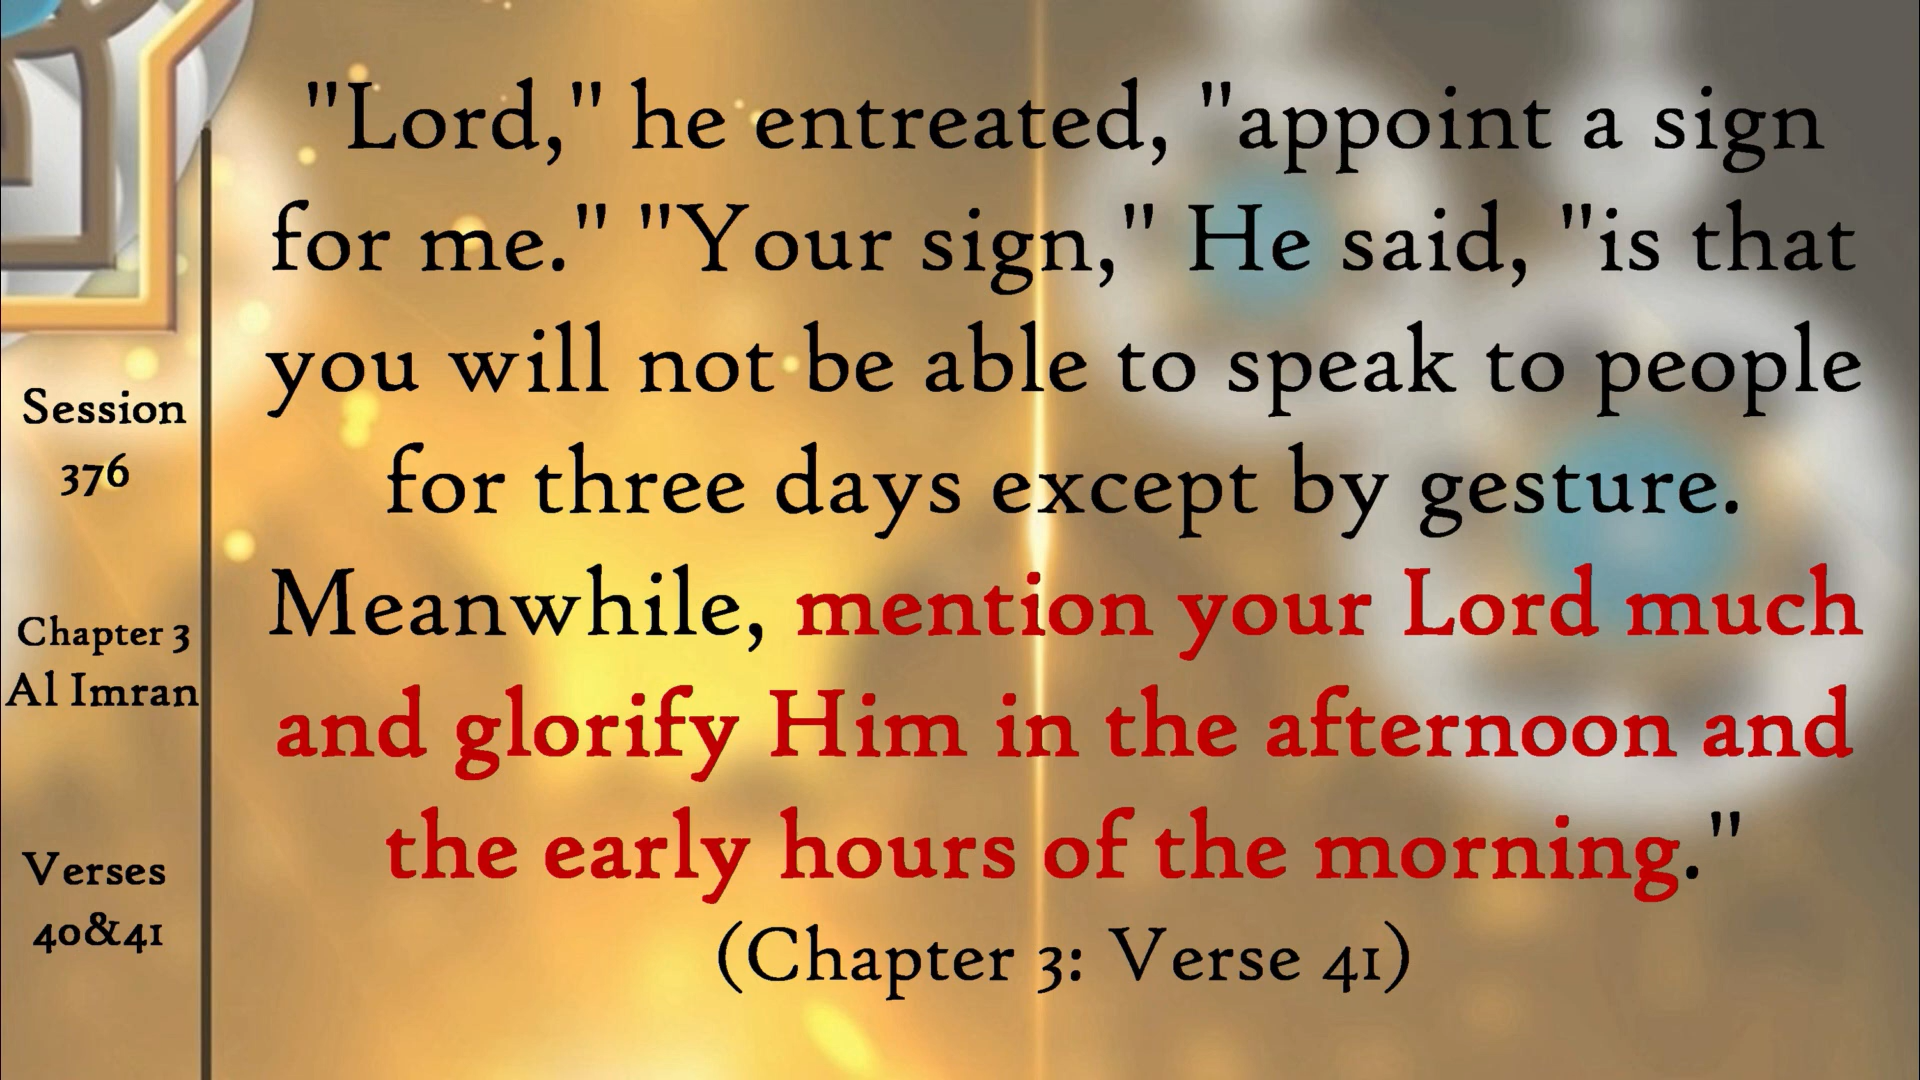 Session
376
Chapter 3
Al Imran
Verses
40&41
"Lord," he entreated, "appoint a sign
for me." "Your sign," He said, "is that
you will not be able to speak to people
for three days except by gesture.
Meanwhile, mention your Lord much
and glorify Him in the afternoon and
the early hours of the morning."
(Chapter 3: Verse 41)